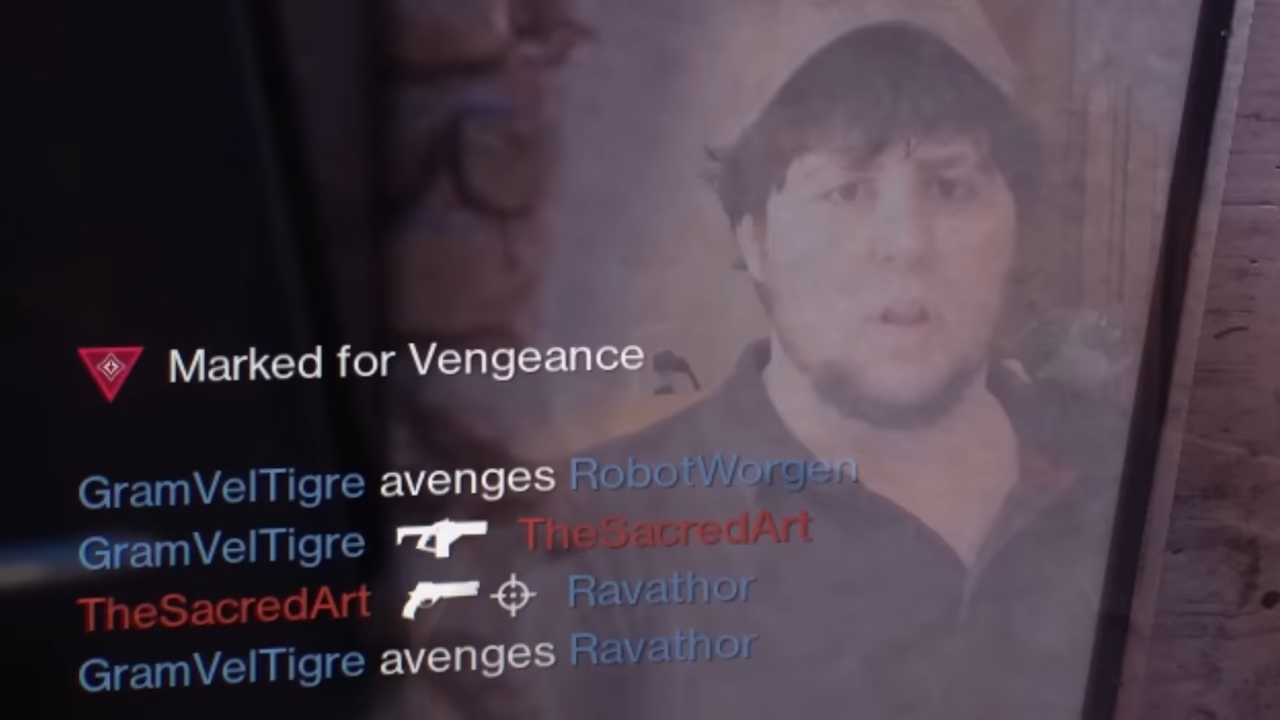 Marked for Vengeance
GramVelTigre avenges RobotWorgen
GramVelTigre TheSacredArt
TheSacredArt Ravathor
GramVelTigre avenges Ravathor